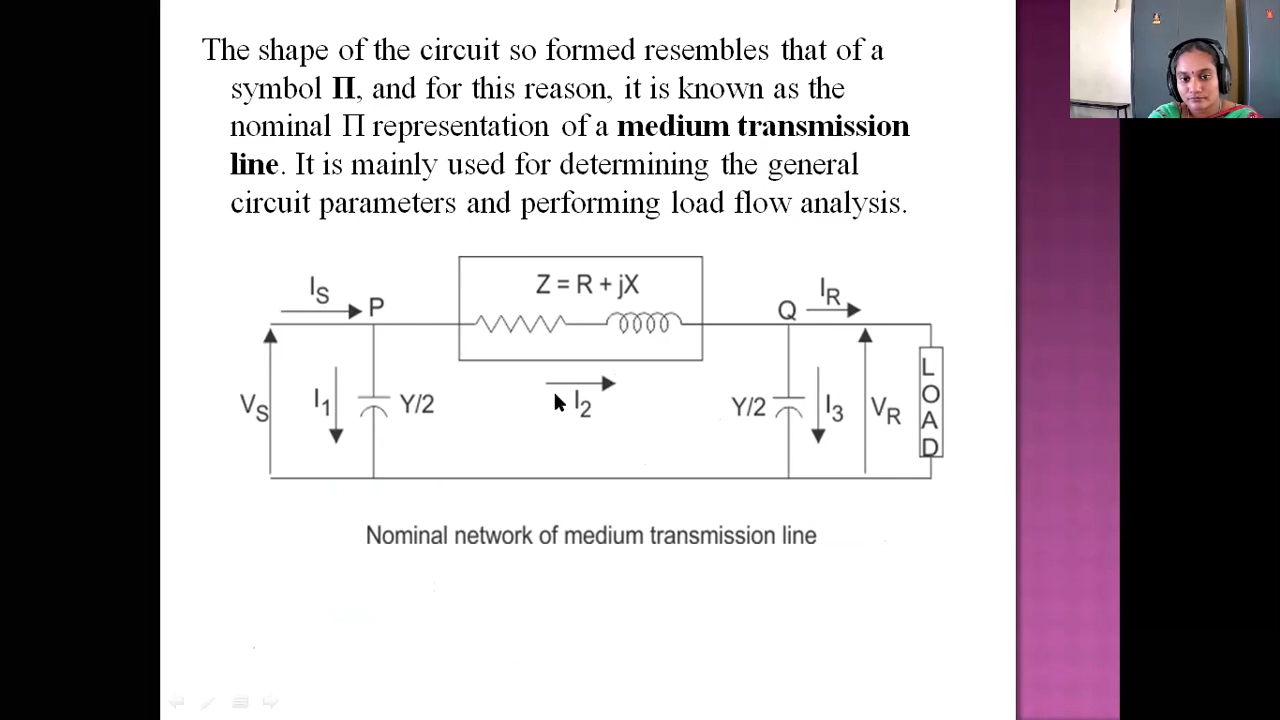 The shape of the circuit so formed resembles that of a
symbol Π, and for this reason, it is known as the
nominal Π representation of a medium transmission
line. It is mainly used for determining the general
circuit parameters and performing load flow analysis.
Z = R + jX
IS
P
Q
IR
VS
I1
Y/2
I2
Y/2
I3
VR
LOAD
Nominal network of medium transmission line